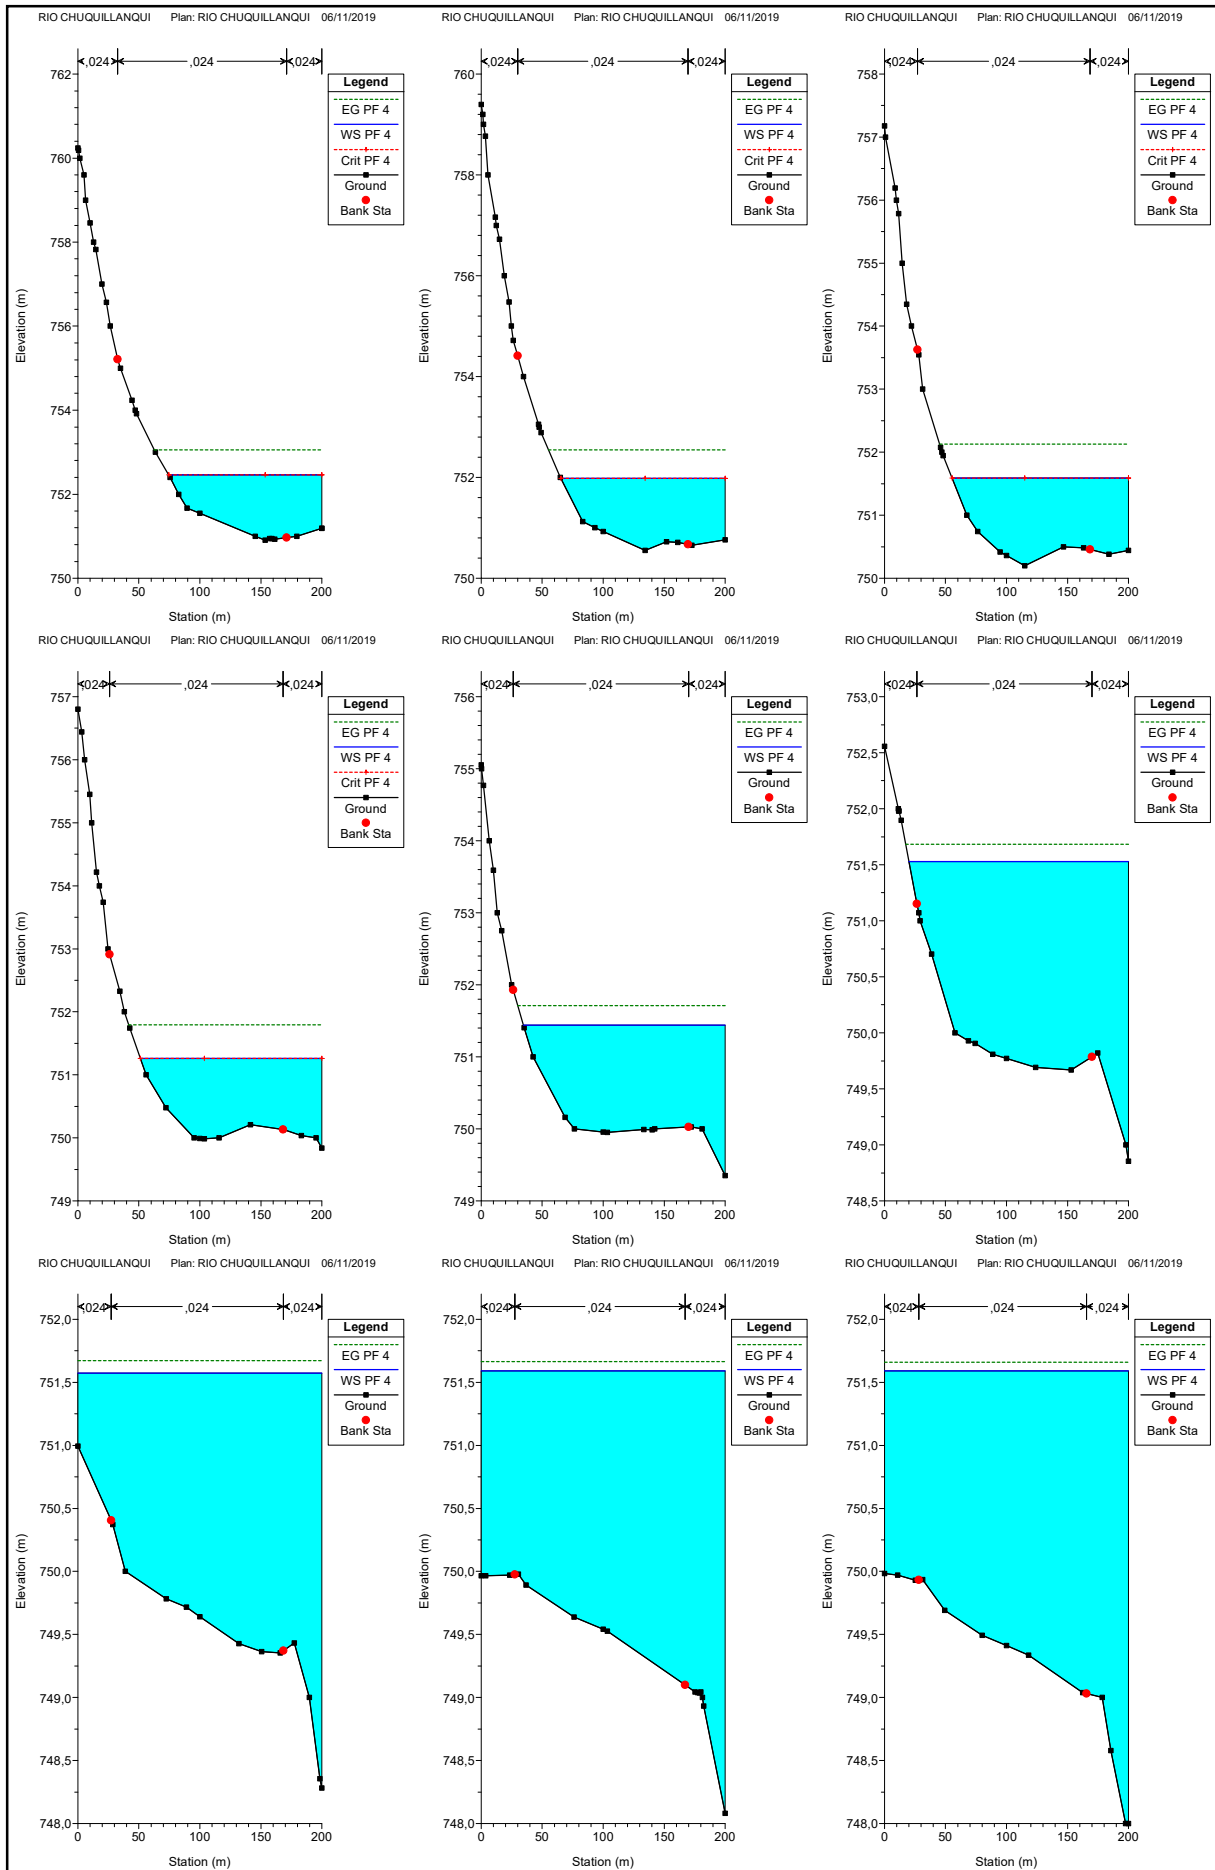 RIO CHUQUILLANQUI Plan: RIO CHUQUILLANQUI 06/11/2019
,024 ,024 ,024
Legend
EG PF 4
WS PF 4
Crit PF 4
Ground
Bank Sta
762
760
758
756
754
752
750
Elevation (m)
0 50 100 150 200
Station (m)
RIO CHUQUILLANQUI Plan: RIO CHUQUILLANQUI 06/11/2019
,024 ,024 ,024
Legend
EG PF 4
WS PF 4
Crit PF 4
Ground
Bank Sta
760
758
756
754
752
750
Elevation (m)
0 50 100 150 200
Station (m)
RIO CHUQUILLANQUI Plan: RIO CHUQUILLANQUI 06/11/2019
,024 ,024 ,024
Legend
EG PF 4
WS PF 4
Crit PF 4
Ground
Bank Sta
758
757
756
755
754
753
752
751
750
Elevation (m)
0 50 100 150 200
Station (m)
RIO CHUQUILLANQUI Plan: RIO CHUQUILLANQUI 06/11/2019
,024 ,024 ,024
Legend
EG PF 4
WS PF 4
Crit PF 4
Ground
Bank Sta
757
756
755
754
753
752
751
750
749
Elevation (m)
0 50 100 150 200
Station (m)
RIO CHUQUILLANQUI Plan: RIO CHUQUILLANQUI 06/11/2019
,024 ,024 ,024
Legend
EG PF 4
WS PF 4
Ground
Bank Sta
756
755
754
753
752
751
750
749
Elevation (m)
0 50 100 150 200
Station (m)
RIO CHUQUILLANQUI Plan: RIO CHUQUILLANQUI 06/11/2019
,024 ,024 ,024
Legend
EG PF 4
WS PF 4
Ground
Bank Sta
753,0
752,5
752,0
751,5
751,0
750,5
750,0
749,5
749,0
748,5
Elevation (m)
0 50 100 150 200
Station (m)
RIO CHUQUILLANQUI Plan: RIO CHUQUILLANQUI 06/11/2019
,024 ,024 ,024
Legend
EG PF 4
WS PF 4
Ground
Bank Sta
752,0
751,5
751,0
750,5
750,0
749,5
749,0
748,5
748,0
Elevation (m)
0 50 100 150 200
Station (m)
RIO CHUQUILLANQUI Plan: RIO CHUQUILLANQUI 06/11/2019
,024 ,024 ,024
Legend
EG PF 4
WS PF 4
Ground
Bank Sta
752,0
751,5
751,0
750,5
750,0
749,5
749,0
748,5
748,0
Elevation (m)
0 50 100 150 200
Station (m)
RIO CHUQUILLANQUI Plan: RIO CHUQUILLANQUI 06/11/2019
,024 ,024 ,024
Legend
EG PF 4
WS PF 4
Ground
Bank Sta
752,0
751,5
751,0
750,5
750,0
749,5
749,0
748,5
748,0
Elevation (m)
0 50 100 150 200
Station (m)